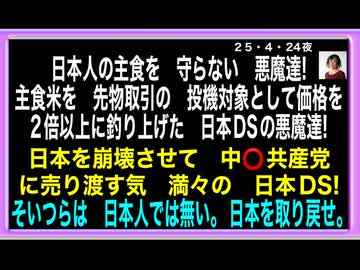 ２５・４・２４夜
日本人の主食を　守らない　悪魔達!
主食米を　先物取引の　投機対象として価格を
２倍以上に釣り上げた　日本DSの悪魔達!
日本を崩壊させて　中⭕共産党
に売り渡す気　満々の　日本DS!
そいつらは　日本人では無い。日本を取り戻せ。